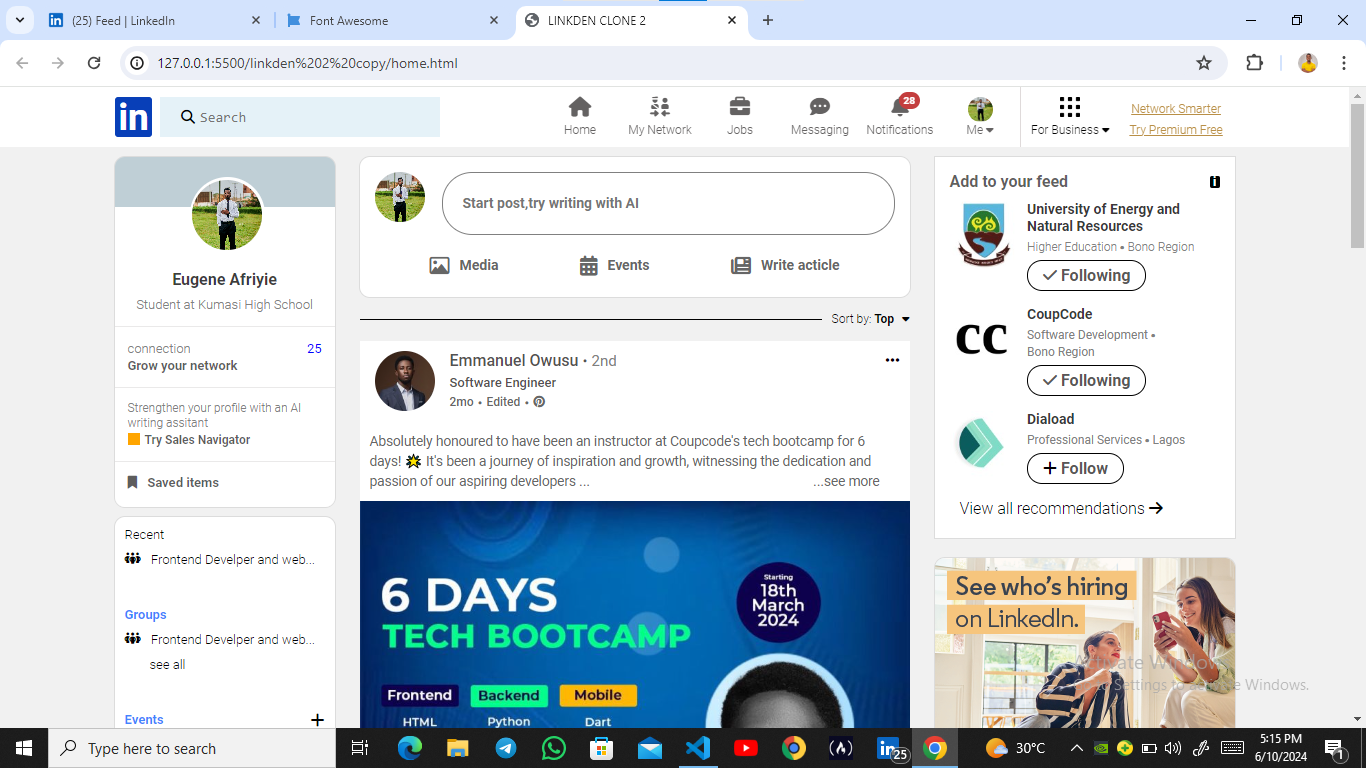 (25) Feed | LinkedIn
Font Awesome
LINKDEN CLONE 2
127.0.0.1:5500/linkden%202%20copy/home.html
in
Search
Home
My Network
Jobs
Messaging
28
Notifications
Me
For Business
Network Smarter
Try Premium Free
Eugene Afriyie
Student at Kumasi High School
connection 25
Grow your network
Strengthen your profile with an AI
writing assitant
Try Sales Navigator
Saved items
Recent
Frontend Develper and web...
Groups
Frontend Develper and web...
see all
Events
Start post,try writing with AI
Media
Events
Write acticle
Sort by: Top
Emmanuel Owusu • 2nd
Software Engineer
2mo • Edited •
Absolutely honoured to have been an instructor at Coupcode's tech bootcamp for 6
days! 🌟 It's been a journey of inspiration and growth, witnessing the dedication and
passion of our aspiring developers ... ...see more
6 DAYS
TECH BOOTCAMP
Starting
18th
March
2024
Frontend
Backend
Mobile
HTML
Python
Dart
Add to your feed
University of Energy and
Natural Resources
Higher Education • Bono Region
Following
CC
CoupCode
Software Development •
Bono Region
Following
Diaload
Professional Services • Lagos
Follow
View all recommendations
See who's hiring
on LinkedIn.
Activate Windows
Go to Settings to activate Windows.
Type here to search
in
25
30°C
5:15 PM
6/10/2024
1